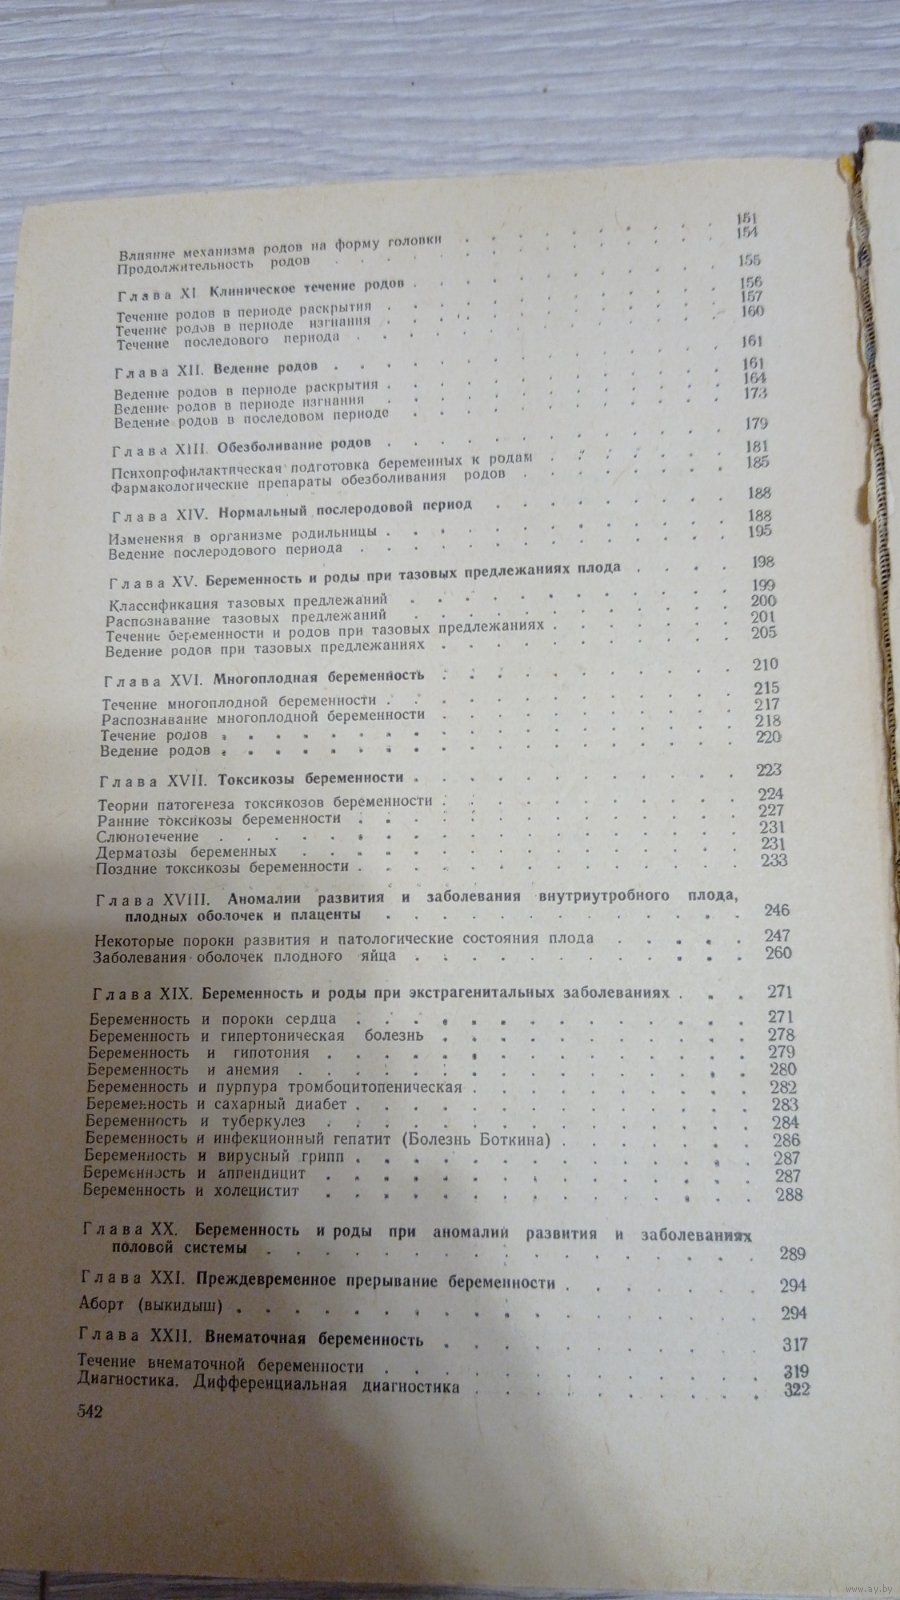 Влияние механизма родов на форму головки . . . . . . . . . . 151
Продолжительность родов . . . . . . . . . . 154
Глава XI Клиническое течение родов . . . . . . . . . . 155
Течение родов в периоде раскрытия . . . . . . . . . . 156
Течение родов в периоде изгнания . . . . . . . . . . 157
Течение последового периода . . . . . . . . . . 160
Глава XII. Ведение родов . . . . . . . . . . 161
Ведение родов в периоде раскрытия . . . . . . . . . . 161
Ведение родов в периоде изгнания . . . . . . . . . . 164
Ведение родов в последовом периоде . . . . . . . . . . 173
Глава XIII. Обезболивание родов . . . . . . . . . . 179
Психопрофилактическая подготовка беременных к родам . . . . . . . 181
Фармакологические препараты обезболивания родов . . . . . . . . 185
Глава XIV. Нормальный послеродовой период . . . . . . . . 188
Изменения в организме родильницы . . . . . . . . . . 188
Ведение послеродового периода . . . . . . . . . . 195
Глава XV. Беременность и роды при тазовых предлежаниях плода . . . . 198
Классификация тазовых предлежаний . . . . . . . . . . 199
Распознавание тазовых предлежаний . . . . . . . . . . 200
Течение беременности и родов при тазовых предлежаниях . . . . . . . 201
Ведение родов при тазовых предлежаниях . . . . . . . . . . 205
Глава XVI. Многоплодная беременность . . . . . . . . . . 210
Течение многоплодной беременности . . . . . . . . . . 215
Распознавание многоплодной беременности . . . . . . . . . . 217
Течение родов . . . . . . . . . . 218
Ведение родов . . . . . . . . . . 220
Глава XVII. Токсикозы беременности . . . . . . . . . . 223
Теории патогенеза токсикозов беременности . . . . . . . . . . 224
Ранние токсикозы беременности . . . . . . . . . . 227
Слюнотечение . . . . . . . . . . 231
Дерматозы беременных . . . . . . . . . . 231
Поздние токсикозы беременности . . . . . . . . . . 233
Глава XVIII. Аномалии развития и заболевания внутриутробного плода,
плодных оболочек и плаценты . . . . . . . . . . 246
Некоторые пороки развития и патологические состояния плода . . . . . 247
Заболевания оболочек плодного яйца . . . . . . . . . . 260
Глава XIX. Беременность и роды при экстрагенитальных заболеваниях . . . 271
Беременность и пороки сердца . . . . . . . . . . 271
Беременность и гипертоническая болезнь . . . . . . . . . . 278
Беременность и гипотония . . . . . . . . . . 279
Беременность и анемия . . . . . . . . . . 280
Беременность и пурпура тромбоцитопеническая . . . . . . . . . . 282
Беременность и сахарный диабет . . . . . . . . . . 283
Беременность и туберкулез . . . . . . . . . . 284
Беременность и инфекционный гепатит (Болезнь Боткина) . . . . . . . 286
Беременность и вирусный грипп . . . . . . . . . . 287
Беременность и аппендицит . . . . . . . . . . 287
Беременность и холецистит . . . . . . . . . . 288
Глава XX. Беременность и роды при аномалий развития и заболеваниях
половой системы . . . . . . . . . . 289
Глава XXI. Преждевременное прерывание беременности . . . . . . . 294
Аборт (выкидыш) . . . . . . . . . . 294
Глава XXII. Внематочная беременность . . . . . . . . . . 317
Течение внематочной беременности . . . . . . . . . . 319
Диагностика. Дифференциальная диагностика . . . . . . . . . . 322
542
www.ay.by